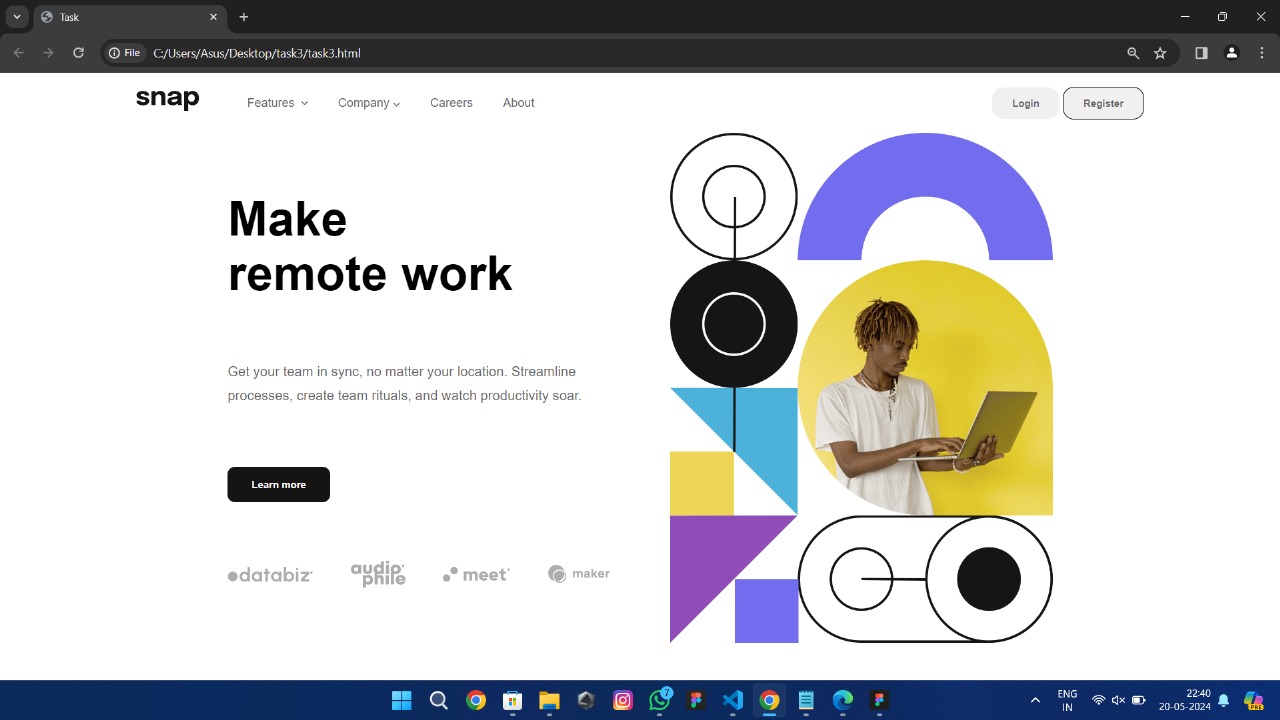 Task
File C:/Users/Asus/Desktop/task3/task3.html
snap Features Company Careers About Login Register
Make
remote work
Get your team in sync, no matter your location. Streamline
processes, create team rituals, and watch productivity soar.
Learn more
databiz audiophile meet maker
7
ENG
IN
22:40
20-05-2024
PRE